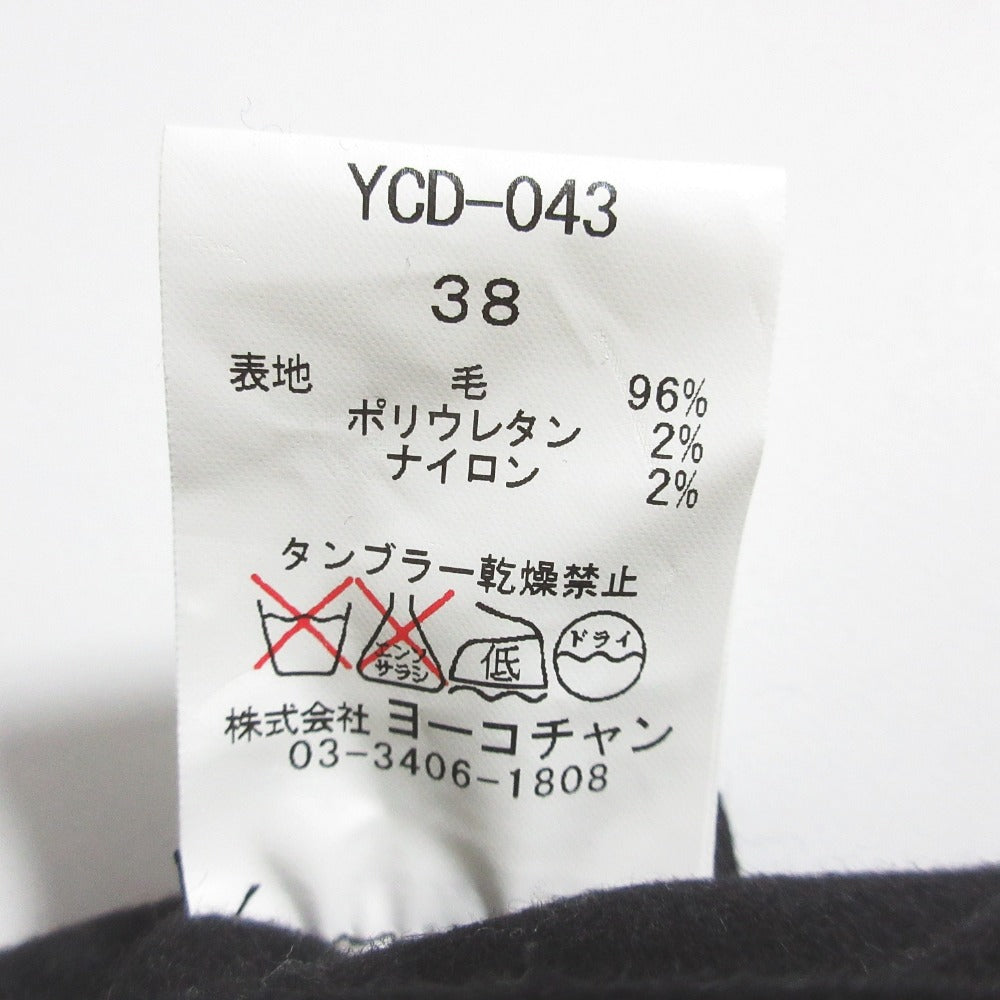 YCD-043
38
表地 毛 96%
ポリウレタン 2%
ナイロン 2%
タンブラー乾燥禁止
エンソ
サラシ
低
ドライ
株式会社 ヨーコチャン
03-3406-1808